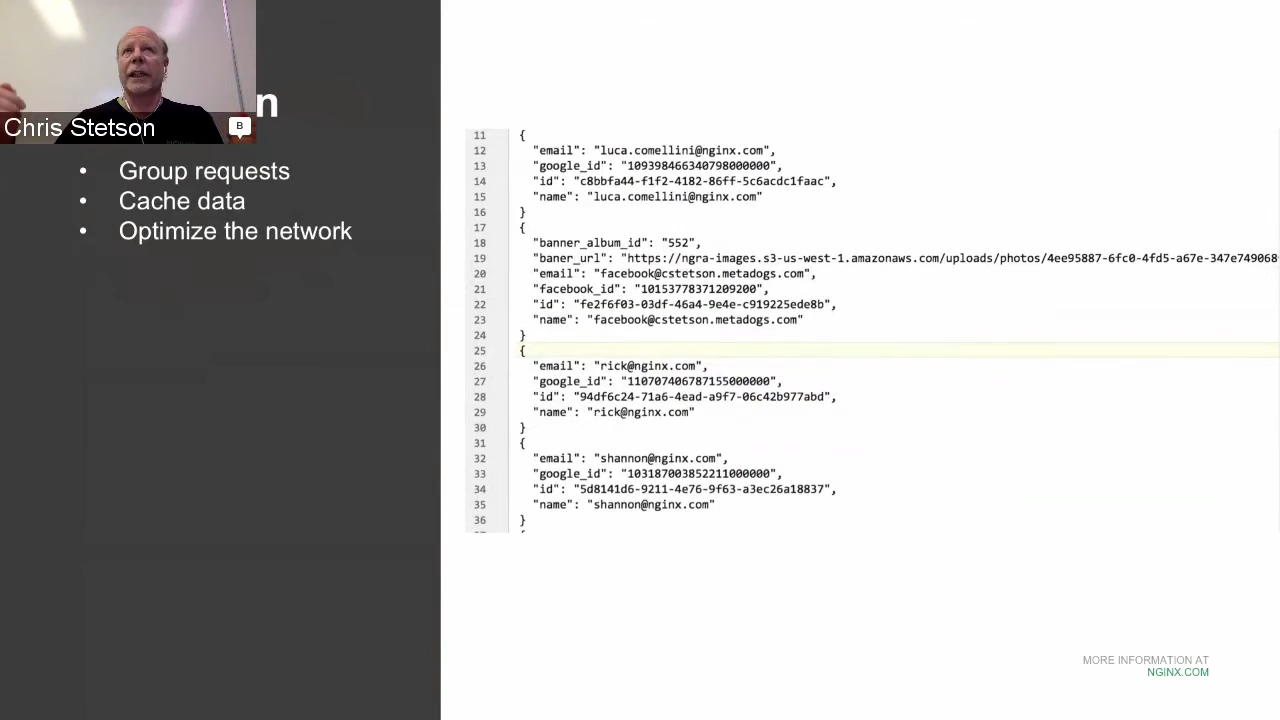 n
Chris Stetson
B
• Group requests
• Cache data
• Optimize the network
11 {
12 "email": "luca.comellini@nginx.com",
13 "google_id": "109398466340798000000",
14 "id": "c8bbfa44-f1f2-4182-86ff-5c6acdc1faac",
15 "name": "luca.comellini@nginx.com"
16 }
17 {
18 "banner_album_id": "552",
19 "baner_url": "https://ngra-images.s3-us-west-1.amazonaws.com/uploads/photos/4ee95887-6fc0-4fd5-a67e-347e7490689
20 "email": "facebook@cstetson.metadogs.com",
21 "facebook_id": "10153778371209200",
22 "id": "fe2f6f03-03df-46a4-9e4e-c919225ede8b",
23 "name": "facebook@cstetson.metadogs.com"
24 }
25 {
26 "email": "rick@nginx.com",
27 "google_id": "110707406787155000000",
28 "id": "94df6c24-71a6-4ead-a9f7-06c42b977abd",
29 "name": "rick@nginx.com"
30 }
31 {
32 "email": "shannon@nginx.com",
33 "google_id": "103187003852211000000",
34 "id": "5d8141d6-9211-4e76-9f63-a3ec26a18837",
35 "name": "shannon@nginx.com"
36 }
MORE INFORMATION AT
NGINX.COM